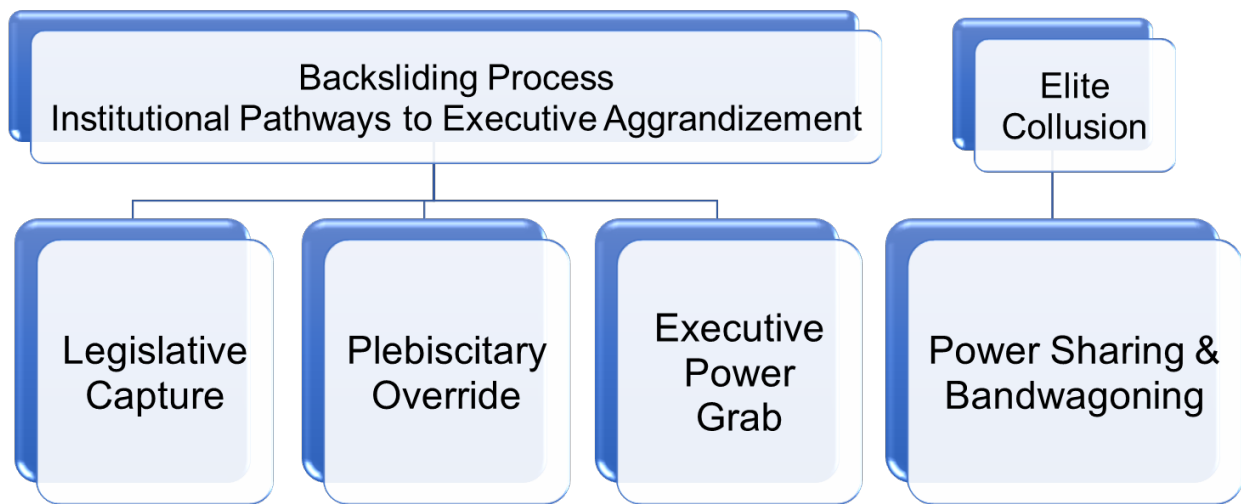 Backsliding Process
Institutional Pathways to Executive Aggrandizement
Elite
Collusion
Legislative
Capture
Plebiscitary
Override
Executive
Power
Grab
Power Sharing &
Bandwagoning